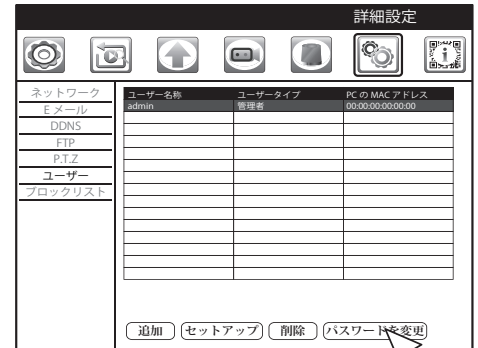 詳細設定
ネットワーク
E メール
DDNS
FTP
P.T.Z
ユーザー
ブロックリスト
ユーザー名称 ユーザータイプ PC の MAC アドレス
admin 管理者 00:00:00:00:00:00
追加 セットアップ 削除 パスワードを変更